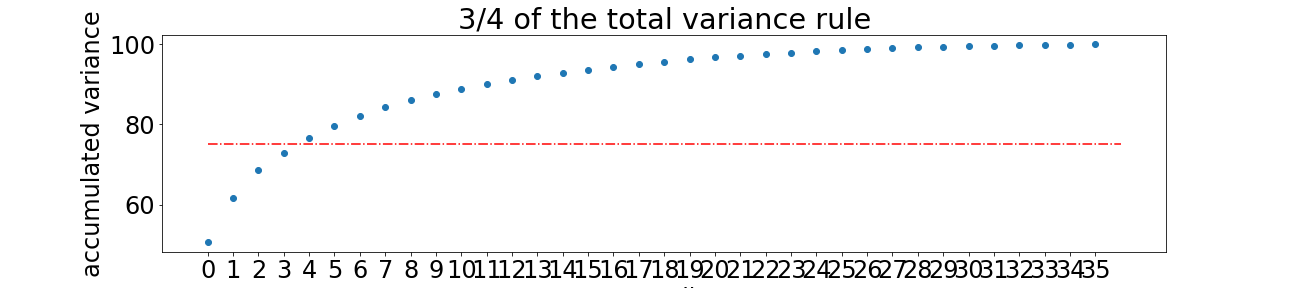 3/4 of the total variance rule
accumulated variance
100
80
60
0 1 2 3 4 5 6 7 8 9 10 11 12 13 14 15 16 17 18 19 20 21 22 23 24 25 26 27 28 29 30 31 32 33 34 35